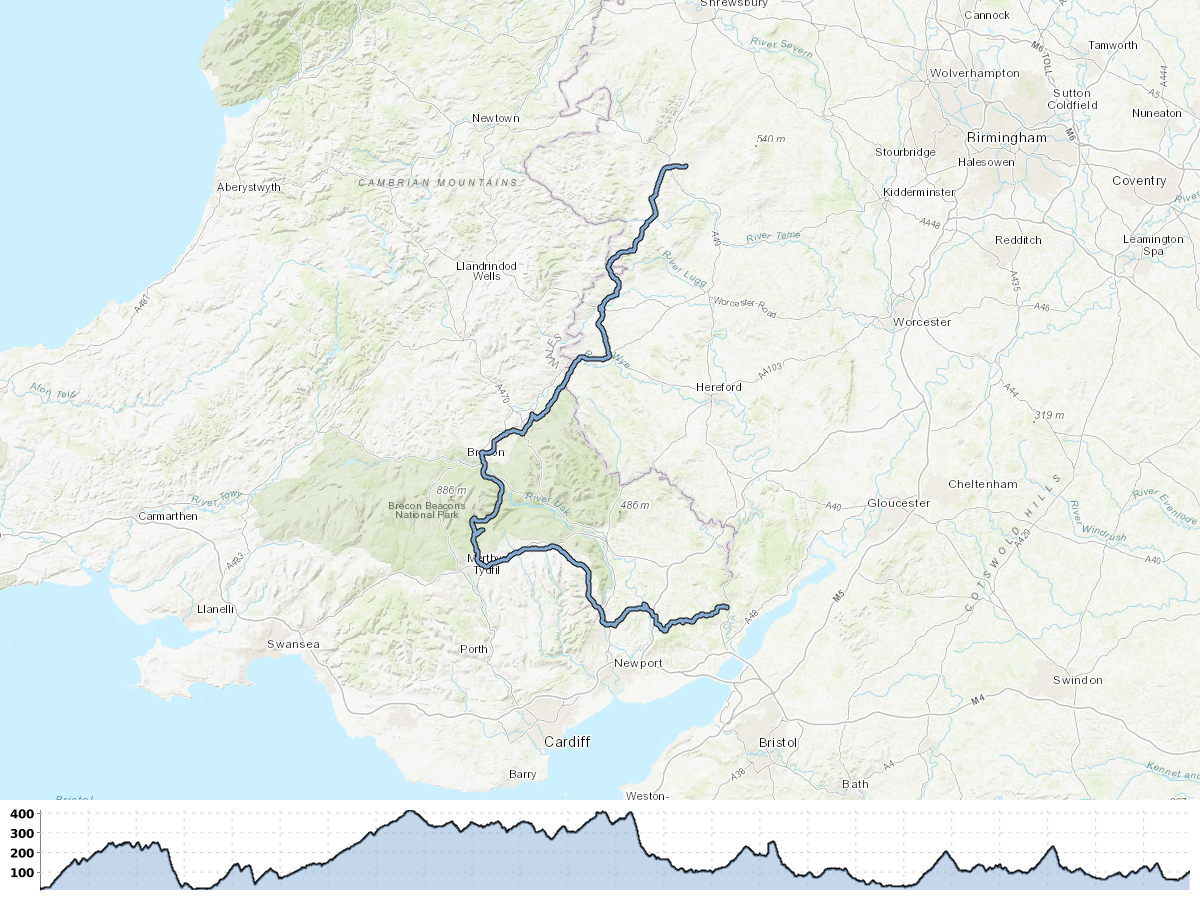 Shrewsbury
Cannock
River Severn
M6 TOLL
Tamworth
Wolverhampton
A444
A5
Sutton
Coldfield
Nuneaton
Newtown
540 m
Birmingham
M6
Stourbridge
Halesowen
Aberystwyth
CAMBRIAN MOUNTAINS
Kidderminster
Coventry
A448
A49
River Teme
Redditch
Leamington
Spa
Llandrindod
Wells
River Lugg
A435
A487
Worcester-Road
A46
Worcester
WALES
Wye
Afon Teifi
A470
Hereford
A4103
A44
319 m
Brecon
886 m
Brecon Beacons
National Park
River Usk
486 m
River Towy
Carmarthen
Cheltenham
Gloucester
A40
COTSWOLD HILLS
River Windrush
River Evenlode
A429
A40
A483
Merthyr
Tydfil
Llanelli
M5
A48
Swansea
Porth
Newport
Swindon
M4
Cardiff
Bristol
Barry
A38
A4
Bath
Kennet and
Weston-
Bristol
400
300
200
100